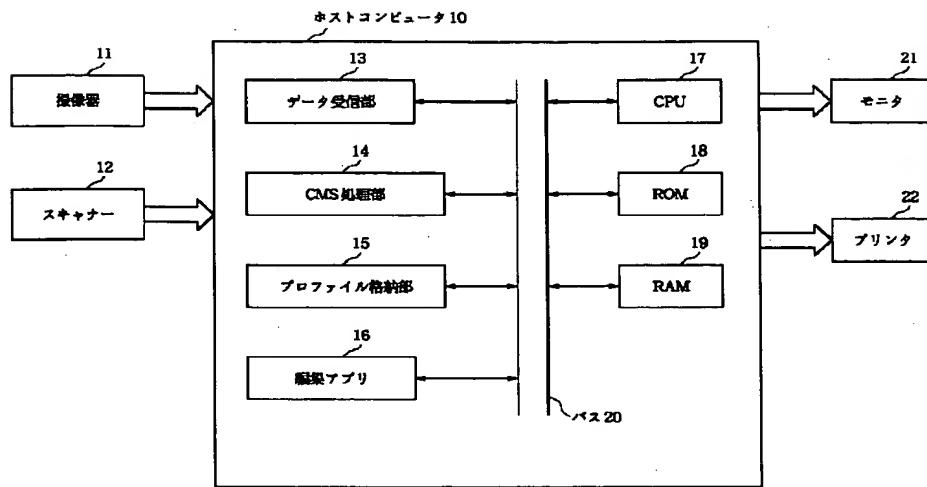 ホストコンピュータ10
11
撮像器
12
スキャナー
13
データ受信部
14
CMS処理部
15
プロファイル格納部
16
編集アプリ
17
CPU
18
ROM
19
RAM
バス20
21
モニタ
22
プリンタ